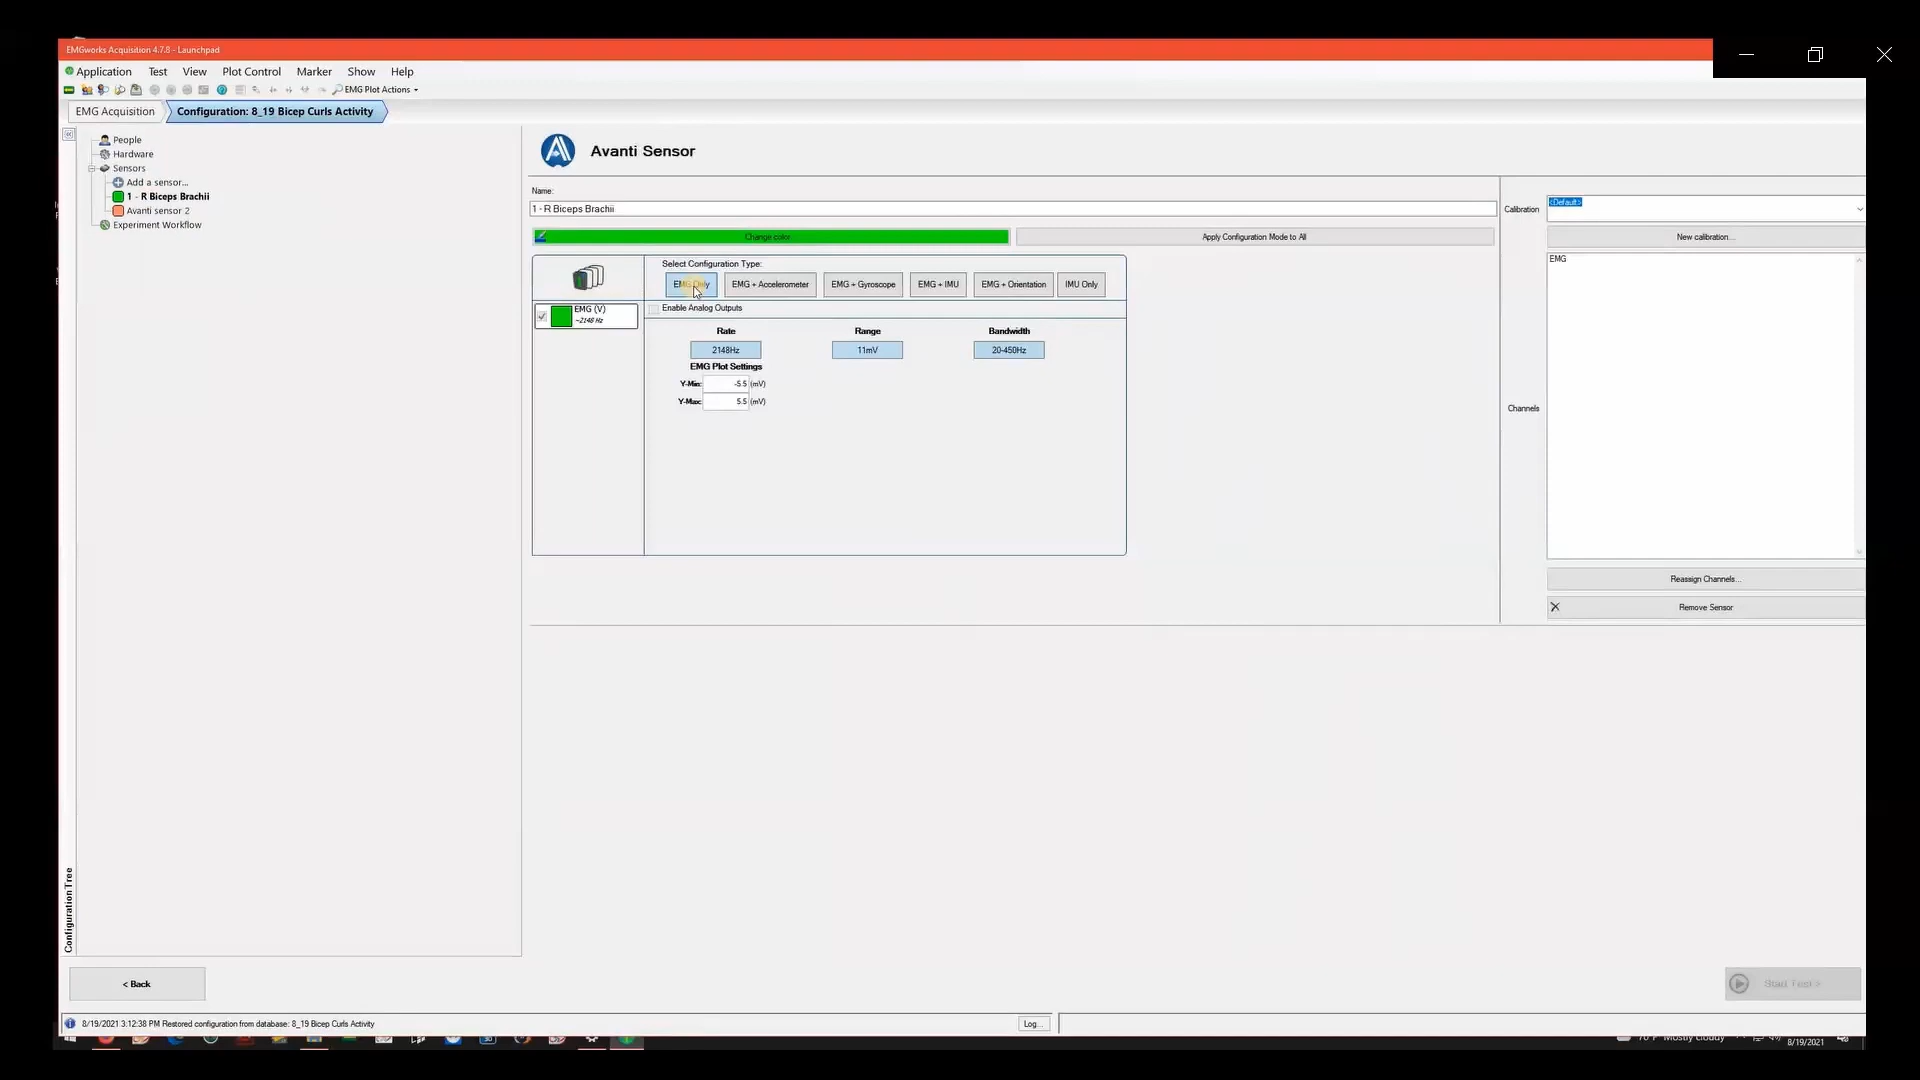 EMGworks Acquisition 4.7.8 - Launchpad
Application Test View Plot Control Marker Show Help
EMG Plot Actions
EMG Acquisition Configuration: 8_19 Bicep Curls Activity
People
Hardware
Sensors
Add a sensor...
1 - R Biceps Brachii
Avanti sensor 2
Experiment Workflow
Configuration Tree
Avanti Sensor
Name:
1 - R Biceps Brachii
Change color
Apply Configuration Mode to All
Select Configuration Type:
EMG Only
EMG + Accelerometer
EMG + Gyroscope
EMG + IMU
EMG + Orientation
IMU Only
EMG (V)
~2148 Hz
Enable Analog Outputs
Rate Range Bandwidth
2148Hz 11mV 20-450Hz
EMG Plot Settings
Y-Min: -5.5 (mV)
Y-Max: 5.5 (mV)
Calibration
<Default>
New calibration...
EMG
Channels
Reassign Channels...
Remove Sensor
< Back
Start Test >
8/19/2021 3:12:38 PM Restored configuration from database: 8_19 Bicep Curls Activity
Log...
Mostly cloudy
8/19/2021